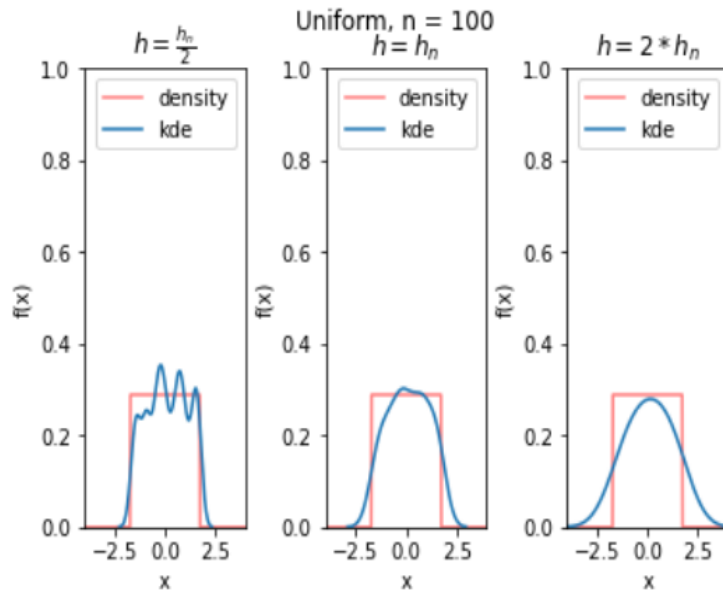 Uniform, n = 100
h = hₙ/2
1.0
0.8
0.6
0.4
0.2
0.0
f(x)
density
kde
−2.5 0.0 2.5
x
h = hₙ
1.0
0.8
0.6
0.4
0.2
0.0
f(x)
density
kde
−2.5 0.0 2.5
x
h = 2 * hₙ
1.0
0.8
0.6
0.4
0.2
0.0
f(x)
density
kde
−2.5 0.0 2.5
x